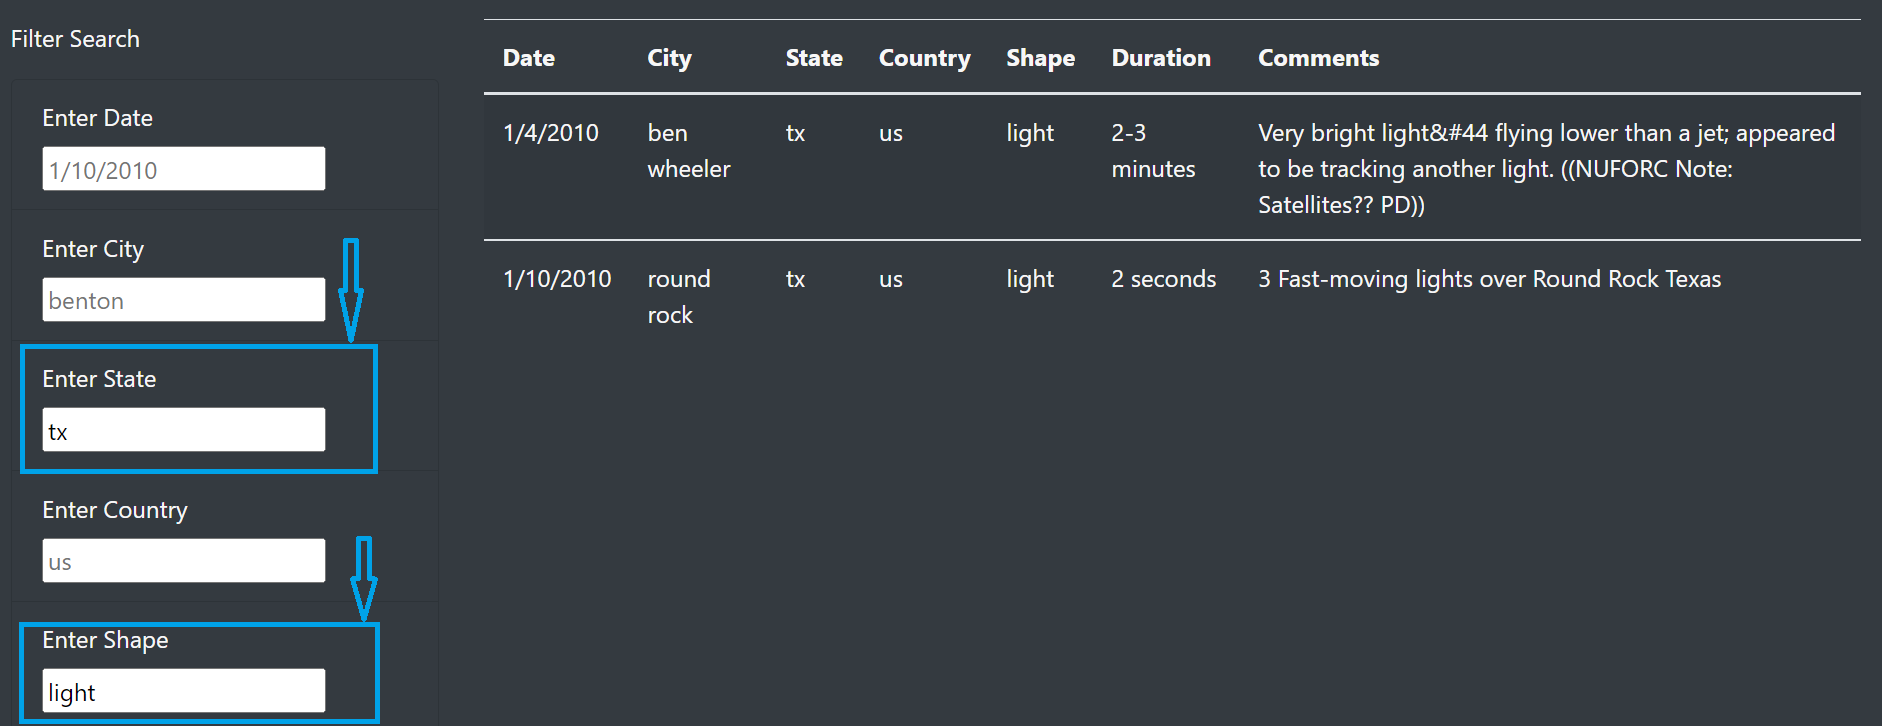 Filter Search
Enter Date
1/10/2010
Enter City
benton
Enter State
tx
Enter Country
us
Enter Shape
light
Date City State Country Shape Duration Comments
1/4/2010 ben tx us light 2-3 Very bright light&#44 flying lower than a jet; appeared
wheeler minutes to be tracking another light. ((NUFORC Note:
Satellites?? PD))
1/10/2010 round tx us light 2 seconds 3 Fast-moving lights over Round Rock Texas
rock